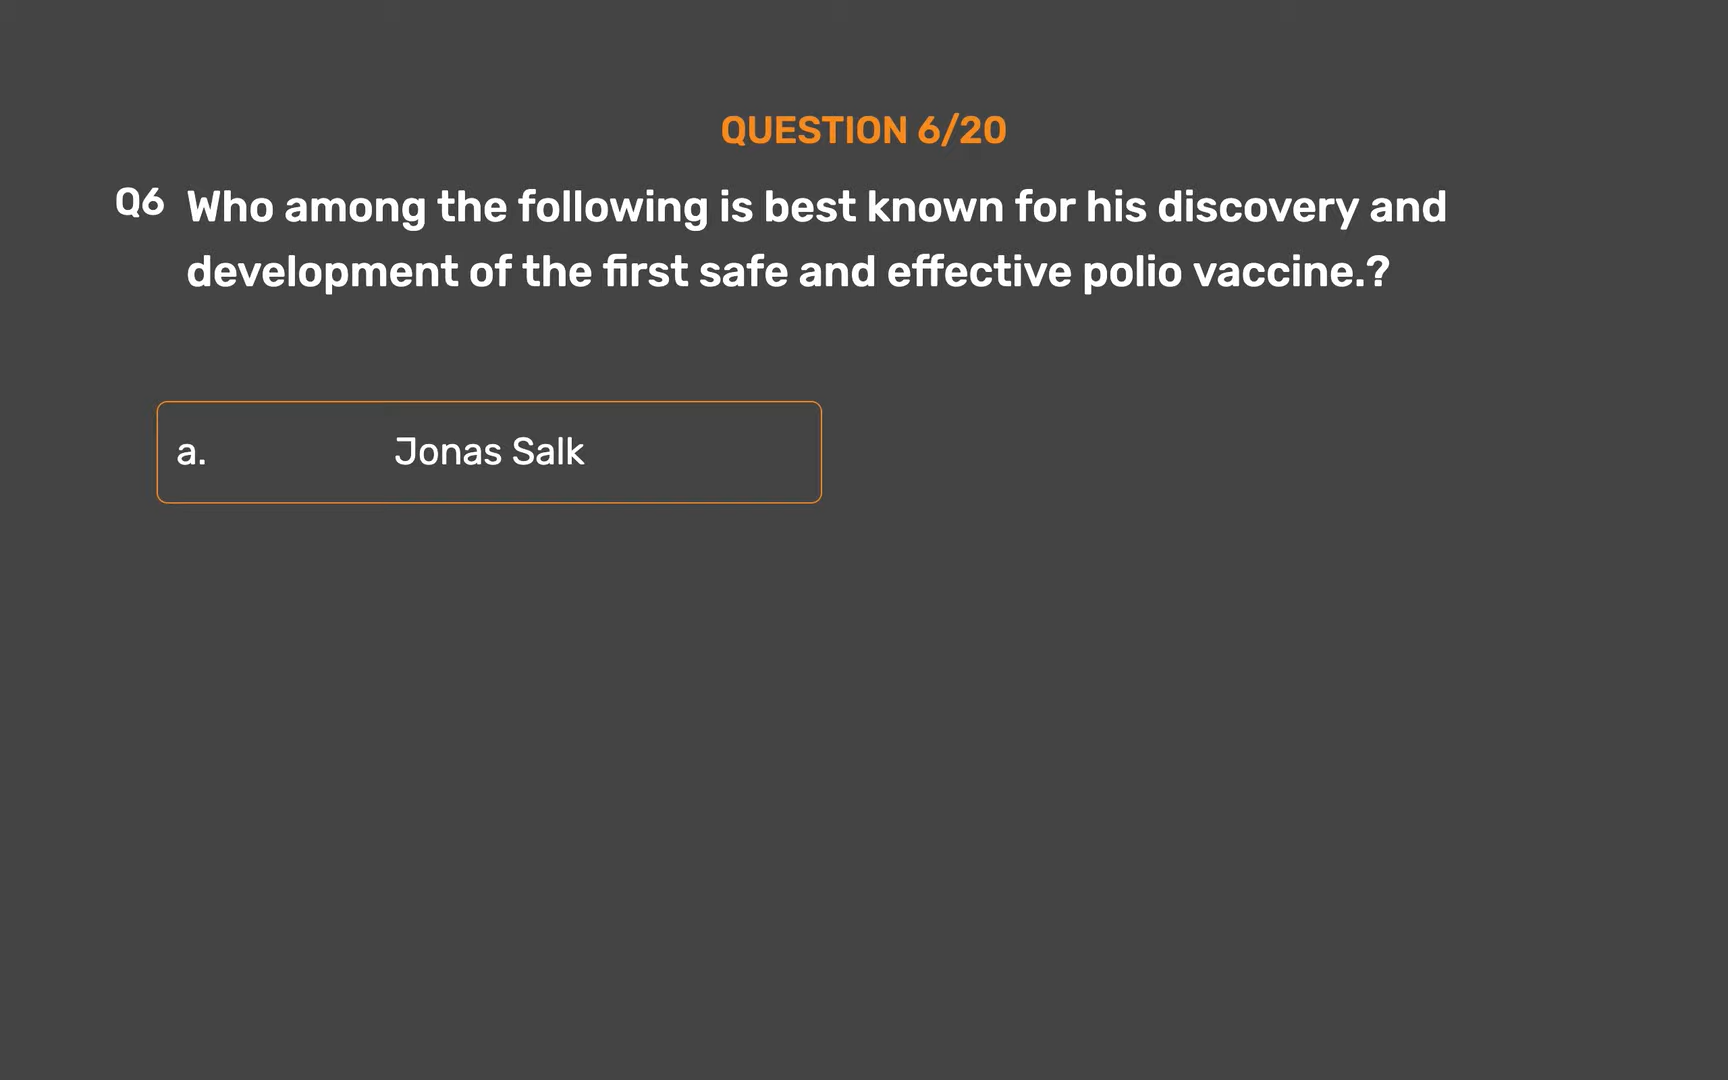 QUESTION 6/20
Q6 Who among the following is best known for his discovery and
development of the first safe and effective polio vaccine.?
a. Jonas Salk